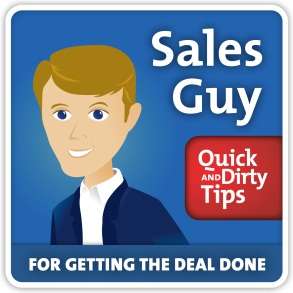 Sales
Guy
Quick
AND Dirty
Tips
FOR GETTING THE DEAL DONE